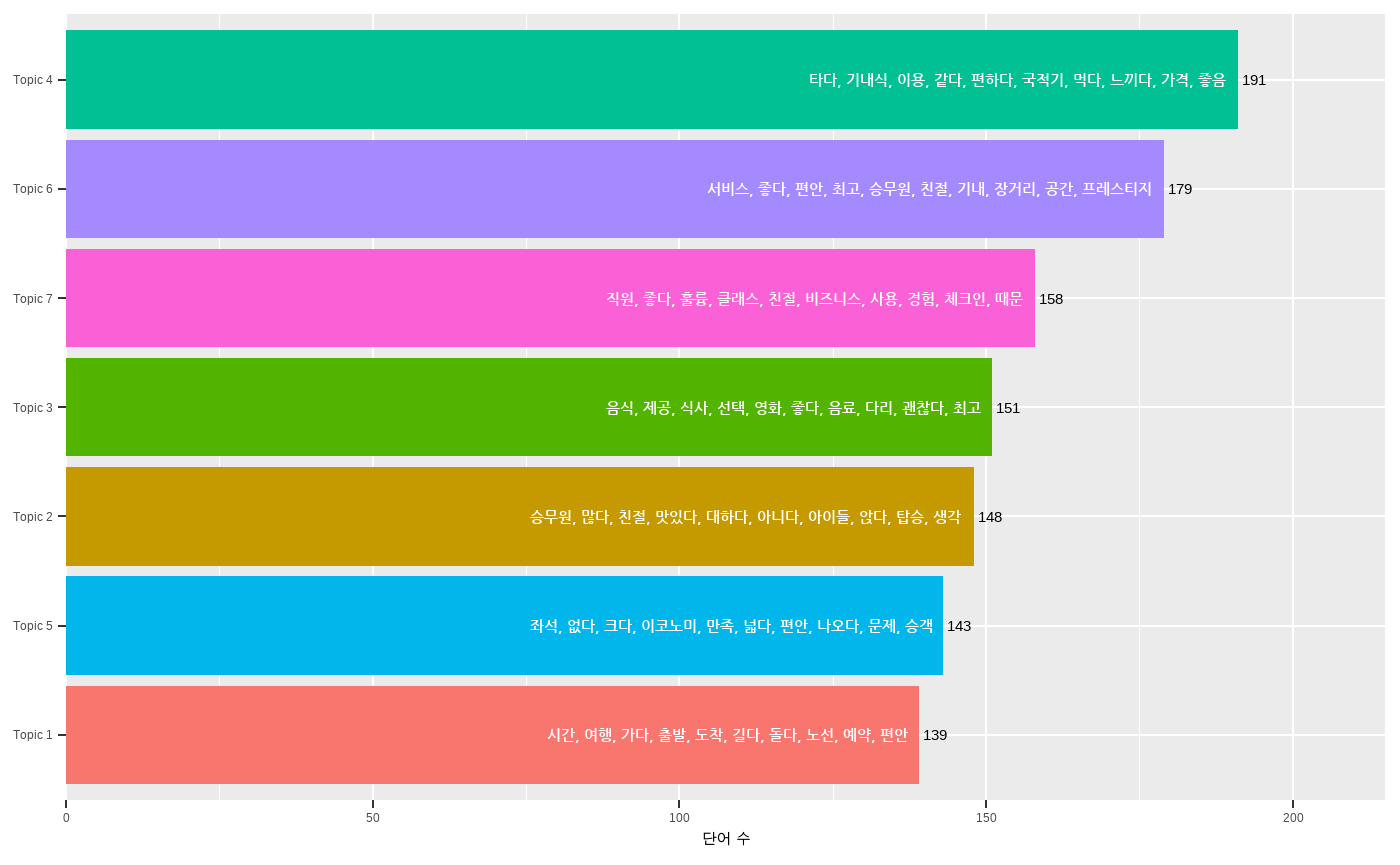 Topic 4
타다, 기내식, 이용, 같다, 편하다, 국적기, 먹다, 느끼다, 가격, 좋음
191
Topic 6
서비스, 좋다, 편안, 최고, 승무원, 친절, 기내, 장거리, 공간, 프레스티지
179
Topic 7
직원, 좋다, 훌륭, 클래스, 친절, 비즈니스, 사용, 경험, 체크인, 때문
158
Topic 3
음식, 제공, 식사, 선택, 영화, 좋다, 음료, 다리, 괜찮다, 최고
151
Topic 2
승무원, 많다, 친절, 맛있다, 대하다, 아니다, 아이들, 앉다, 탑승, 생각
148
Topic 5
좌석, 없다, 크다, 이코노미, 만족, 넓다, 편안, 나오다, 문제, 승객
143
Topic 1
시간, 여행, 가다, 출발, 도착, 길다, 돌다, 노선, 예약, 편안
139
0 50 100 150 200
단어 수